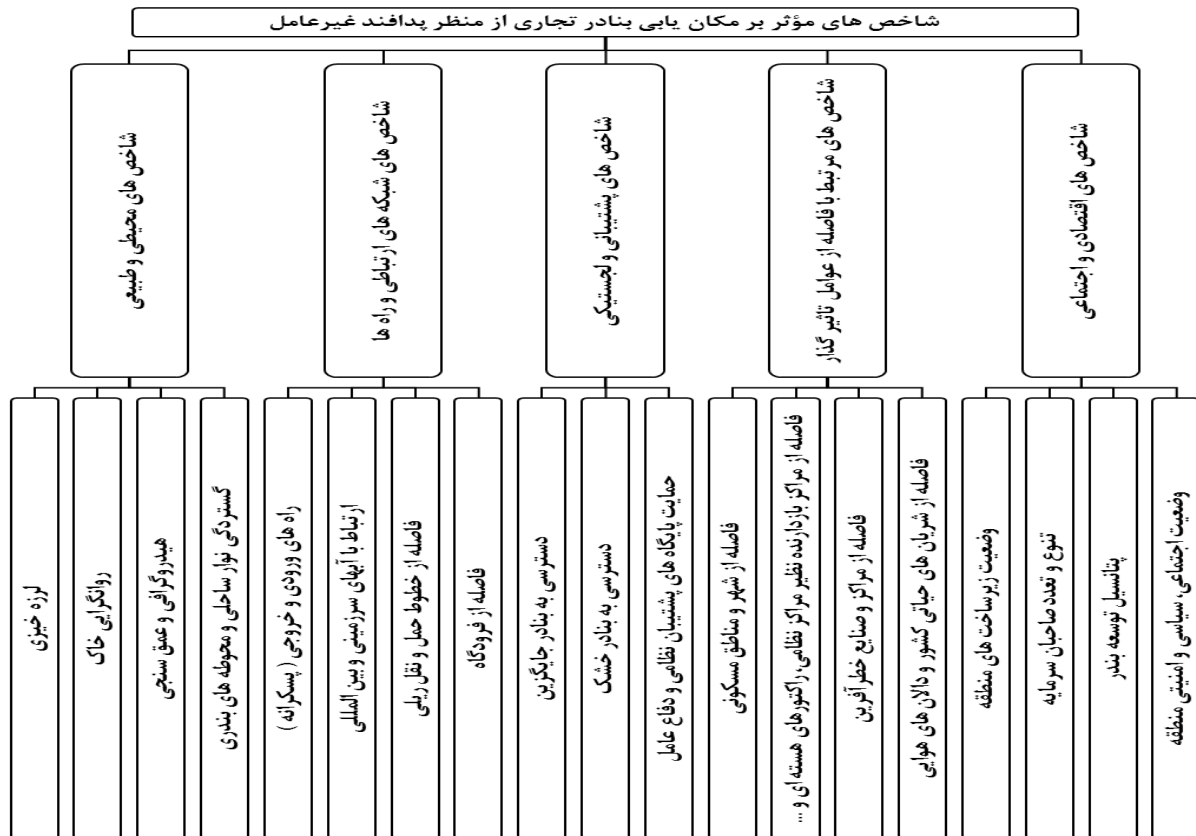 شاخص های مؤثر بر مکان یابی بنادر تجاری از منظر پدافند غیرعامل
شاخص های اقتصادی و اجتماعی
شاخص های مرتبط با فاصله از عوامل تاثیر گذار
شاخص های پشتیبانی و لجستیکی
شاخص های شبکه های ارتباطی و راه ها
شاخص های محیطی و طبیعی
وضعیت اجتماعی، سیاسی و امنیتی منطقه
پتانسیل توسعه بندر
تنوع و تعدد صاحبان سرمایه
وضعیت زیرساخت های منطقه
فاصله از شریان های حیاتی کشور و دالان های هوایی
فاصله از مراکز و صنایع خطرآفرین
فاصله از مراکز بازدارنده نظیر مراکز نظامی، راکتورهای هسته ای و ...
فاصله از شهر و مناطق مسکونی
حمایت پایگاه های پشتیبان نظامی و دفاع عامل
دسترسی به بنادر خشک
دسترسی به بنادر جایگزین
فاصله از فرودگاه
فاصله از خطوط حمل و نقل ریلی
ارتباط با آبهای سرزمینی و بین المللی
راه های ورودی و خروجی ( پسکرانه )
گستردگی نوار ساحلی و محوطه های بندری
هیدروگرافی و عمق سنجی
روانگرایی خاک
لرزه خیزی